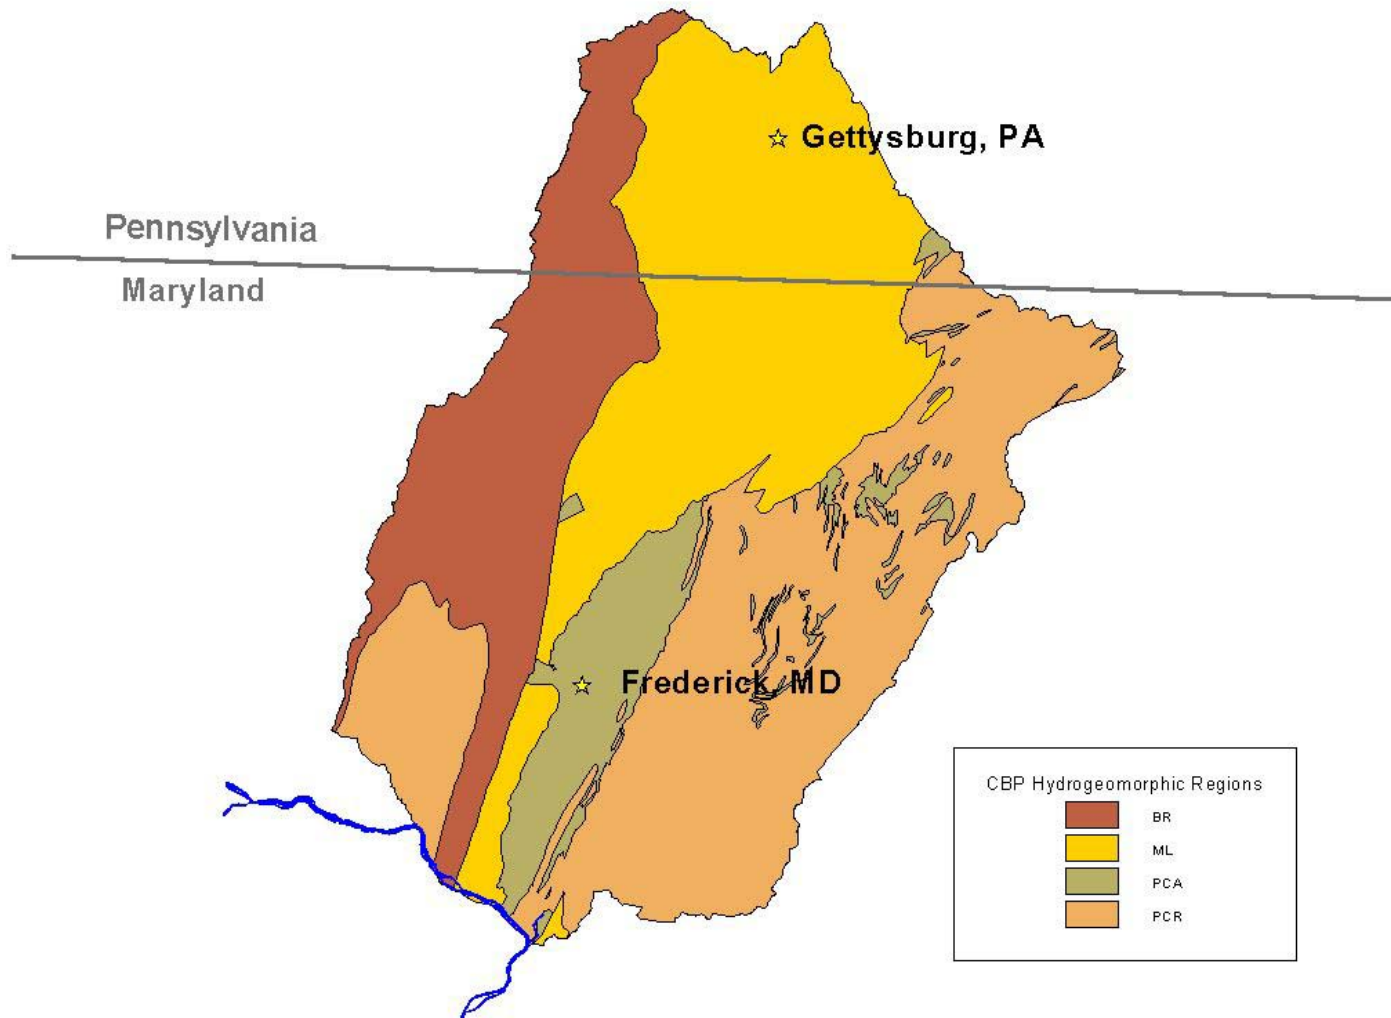 Gettysburg, PA
Pennsylvania
Maryland
Frederick, MD
CBP Hydrogeomorphic Regions
BR
ML
PCA
PCR